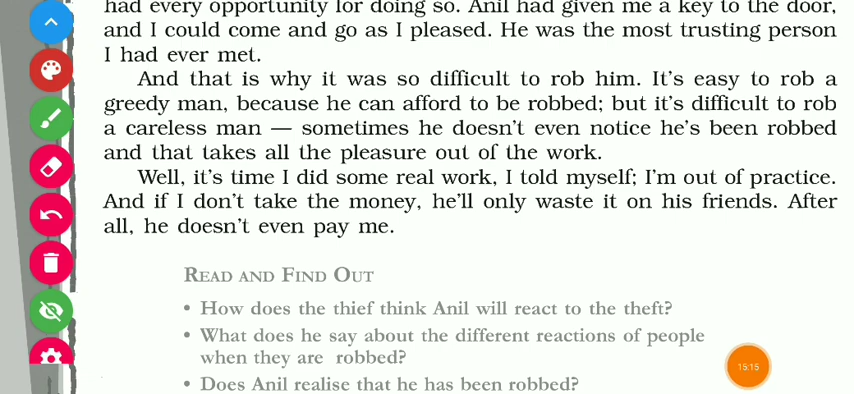 had every opportunity for doing so. Anil had given me a key to the door,
and I could come and go as I pleased. He was the most trusting person
I had ever met.
And that is why it was so difficult to rob him. It's easy to rob a
greedy man, because he can afford to be robbed; but it's difficult to rob
a careless man — sometimes he doesn't even notice he's been robbed
and that takes all the pleasure out of the work.
Well, it's time I did some real work, I told myself; I'm out of practice.
And if I don't take the money, he'll only waste it on his friends. After
all, he doesn't even pay me.
READ AND FIND OUT
• How does the thief think Anil will react to the theft?
• What does he say about the different reactions of people
when they are robbed?
• Does Anil realise that he has been robbed?
15:15